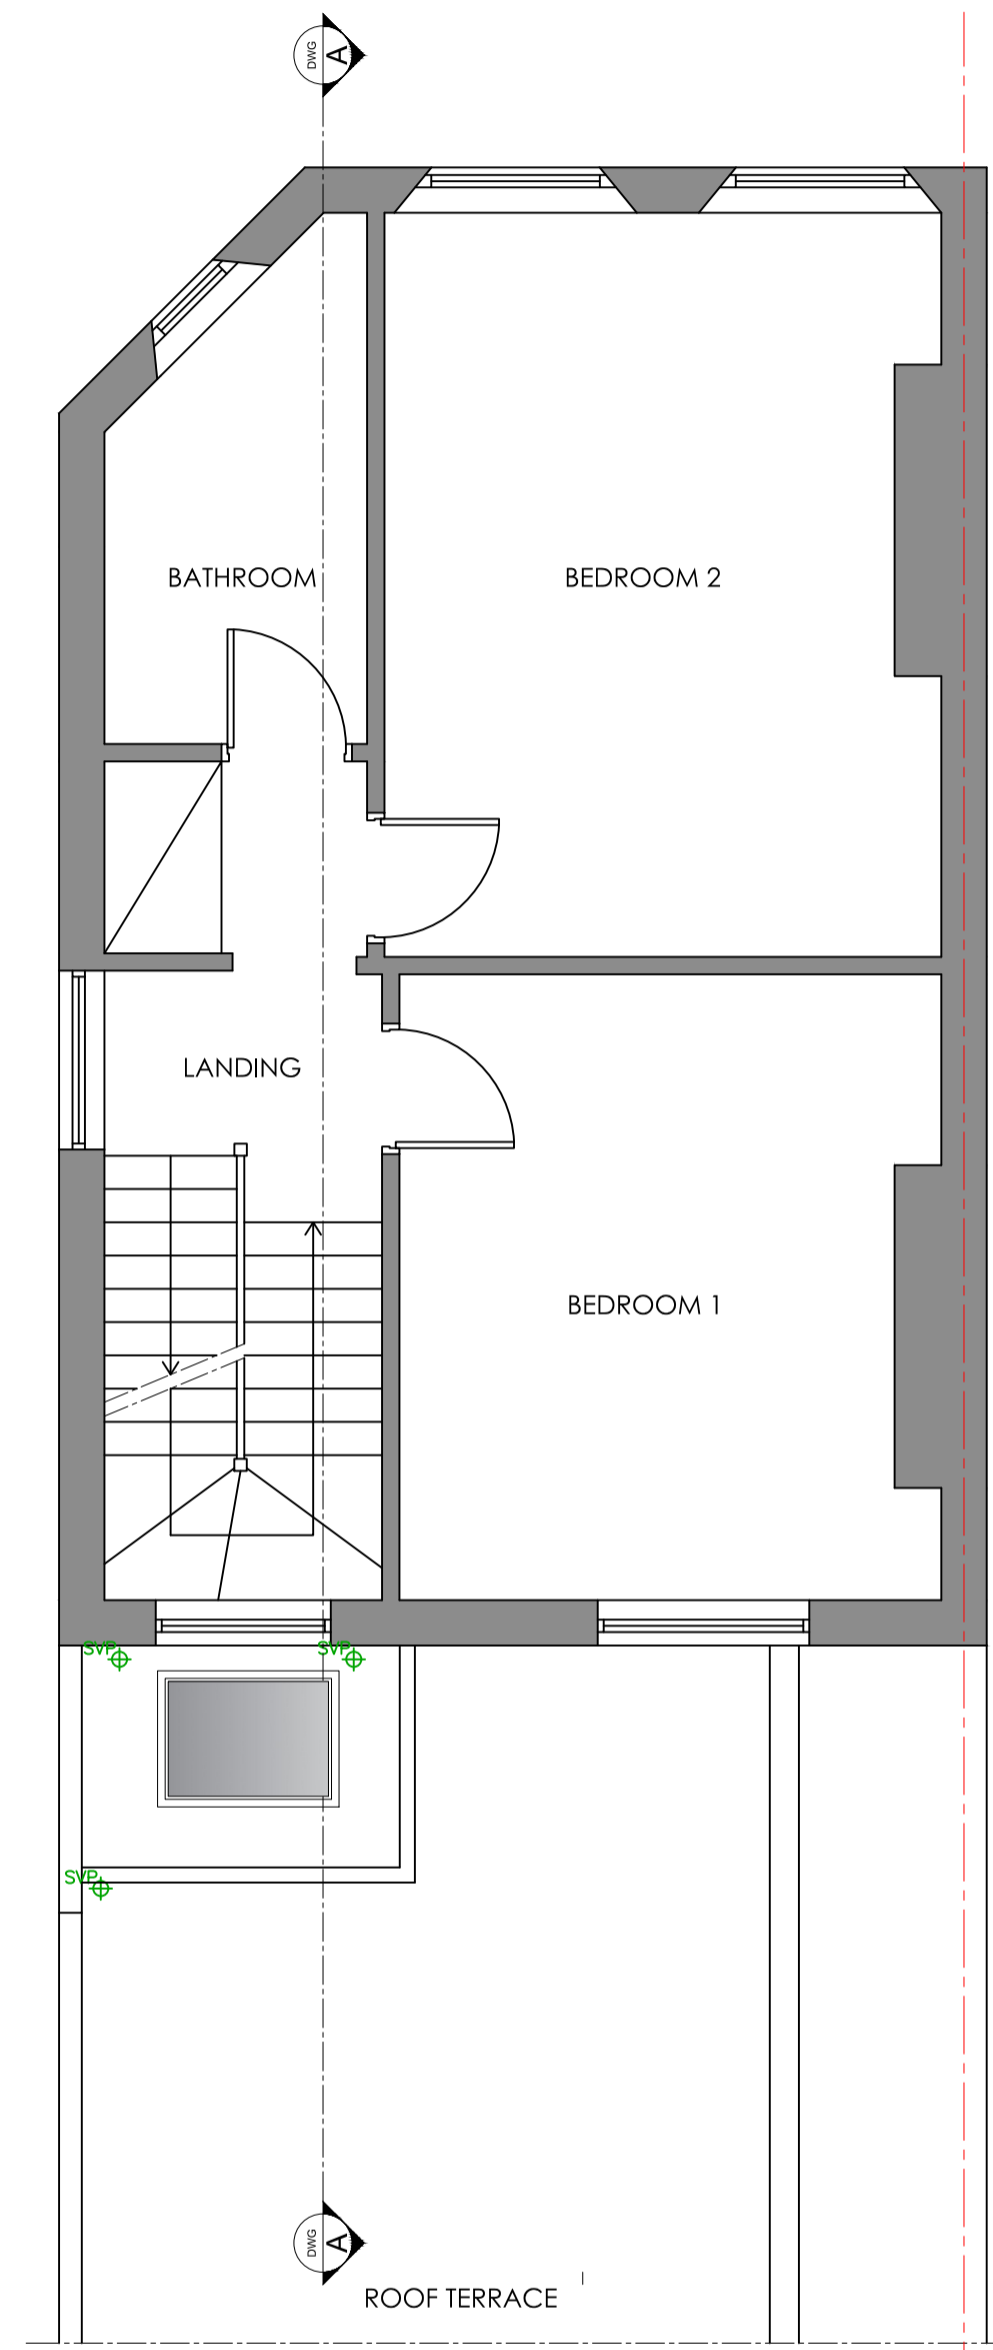 DWG A
BATHROOM
BEDROOM 2
LANDING
BEDROOM 1
SVP
SVP
SVP
DWG A
ROOF TERRACE